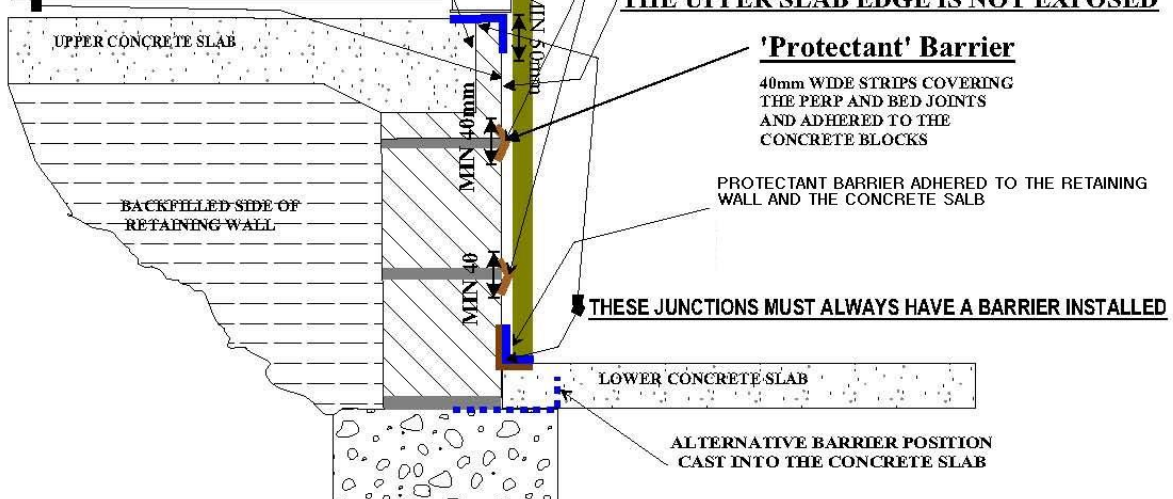 THE UPPER SLAB EDGE IS NOT EXPOSED
UPPER CONCRETE SLAB
MIN 50mm
'Protectant' Barrier
40mm WIDE STRIPS COVERING
THE PERP AND BED JOINTS
AND ADHERED TO THE
CONCRETE BLOCKS
MIN 40mm
PROTECTANT BARRIER ADHERED TO THE RETAINING
WALL AND THE CONCRETE SALB
BACKFILLED SIDE OF
RETAINING WALL
MIN 40
THESE JUNCTIONS MUST ALWAYS HAVE A BARRIER INSTALLED
LOWER CONCRETE SLAB
ALTERNATIVE BARRIER POSITION
CAST INTO THE CONCRETE SLAB